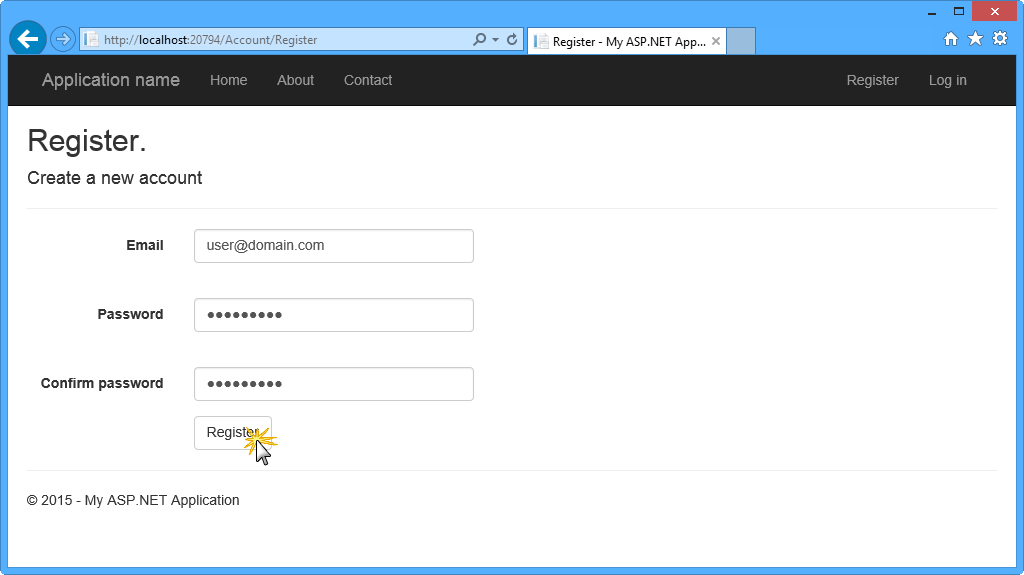 http://localhost:20794/Account/Register
Register - My ASP.NET App...
Application name Home About Contact Register Log in
Register.
Create a new account
Email user@domain.com
Password •••••••••
Confirm password •••••••••
Register
© 2015 - My ASP.NET Application